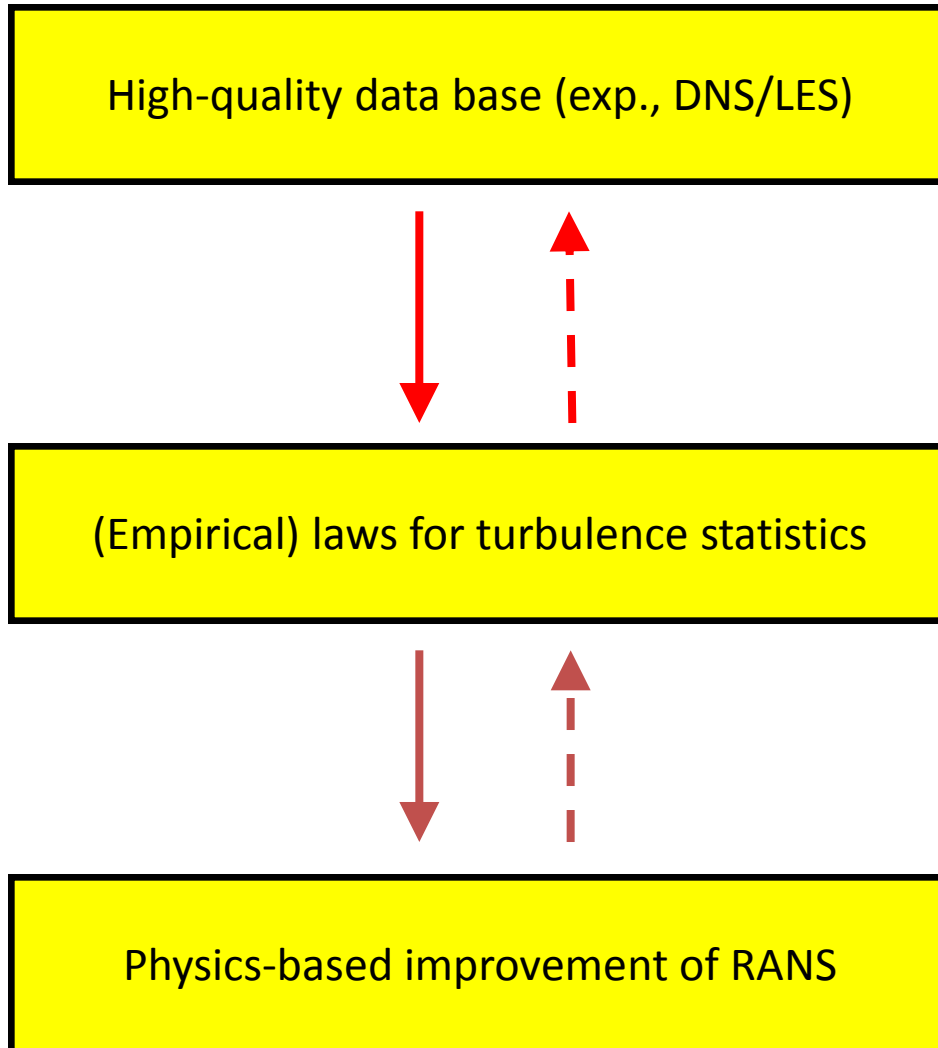 High-quality data base (exp., DNS/LES)
(Empirical) laws for turbulence statistics
Physics-based improvement of RANS